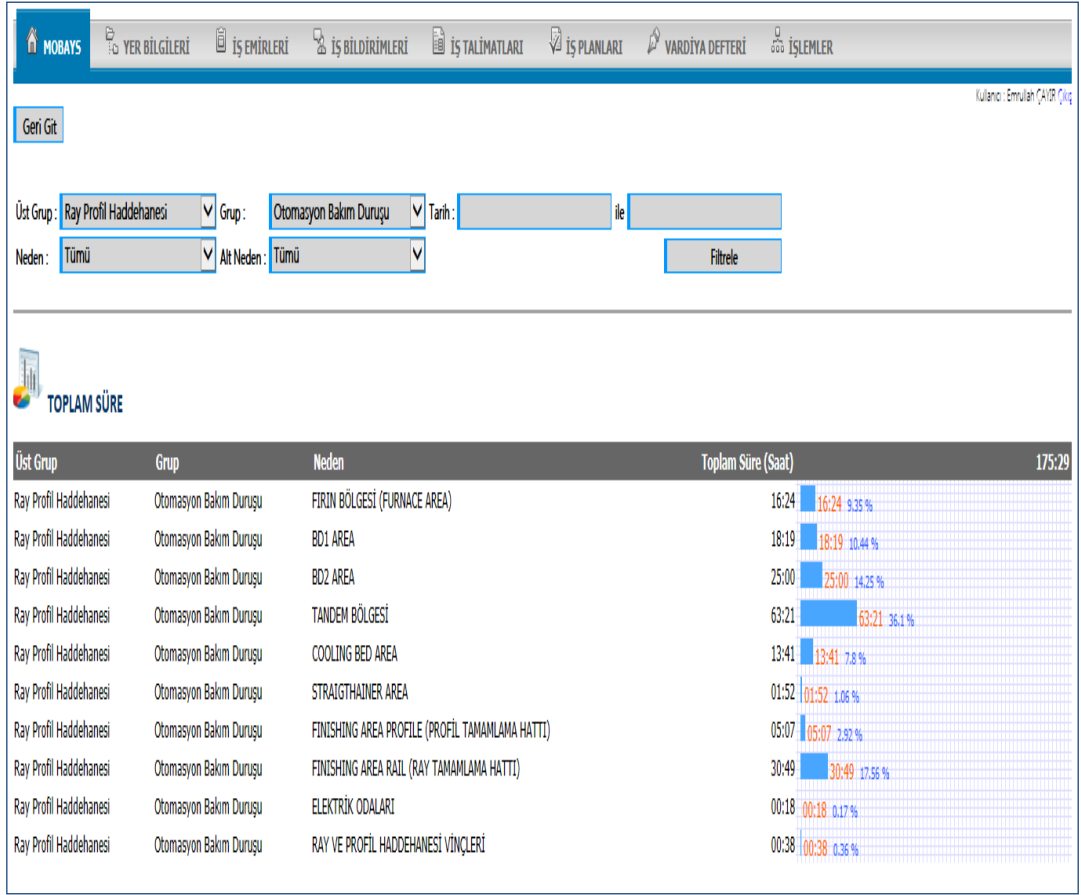 MOBAYS YER BİLGİLERİ İŞ EMİRLERİ İŞ BİLDİRİMLERİ İŞ TALİMATLARI İŞ PLANLARI VARDİYA DEFTERİ İŞLEMLER
Kullanıcı : Emrullah ÇAYIR Çıkış
Geri Git
Üst Grup : Ray Profil Haddehanesi Grup : Otomasyon Bakım Duruşu Tarih : ile
Neden : Tümü Alt Neden : Tümü Filtrele
TOPLAM SÜRE
Üst Grup Grup Neden Toplam Süre (Saat) 175:29
Ray Profil Haddehanesi Otomasyon Bakım Duruşu FIRIN BÖLGESİ (FURNACE AREA) 16:24 16:24 9.35 %
Ray Profil Haddehanesi Otomasyon Bakım Duruşu BD1 AREA 18:19 18:19 10.44 %
Ray Profil Haddehanesi Otomasyon Bakım Duruşu BD2 AREA 25:00 25:00 14.25 %
Ray Profil Haddehanesi Otomasyon Bakım Duruşu TANDEM BÖLGESİ 63:21 63:21 36.1 %
Ray Profil Haddehanesi Otomasyon Bakım Duruşu COOLING BED AREA 13:41 13:41 7.8 %
Ray Profil Haddehanesi Otomasyon Bakım Duruşu STRAIGTHAINER AREA 01:52 01:52 1.06 %
Ray Profil Haddehanesi Otomasyon Bakım Duruşu FINISHING AREA PROFILE (PROFİL TAMAMLAMA HATTI) 05:07 05:07 2.92 %
Ray Profil Haddehanesi Otomasyon Bakım Duruşu FINISHING AREA RAIL (RAY TAMAMLAMA HATTI) 30:49 30:49 17.56 %
Ray Profil Haddehanesi Otomasyon Bakım Duruşu ELEKTRİK ODALARI 00:18 00:18 0.17 %
Ray Profil Haddehanesi Otomasyon Bakım Duruşu RAY VE PROFİL HADDEHANESİ VİNÇLERİ 00:38 00:38 0.36 %